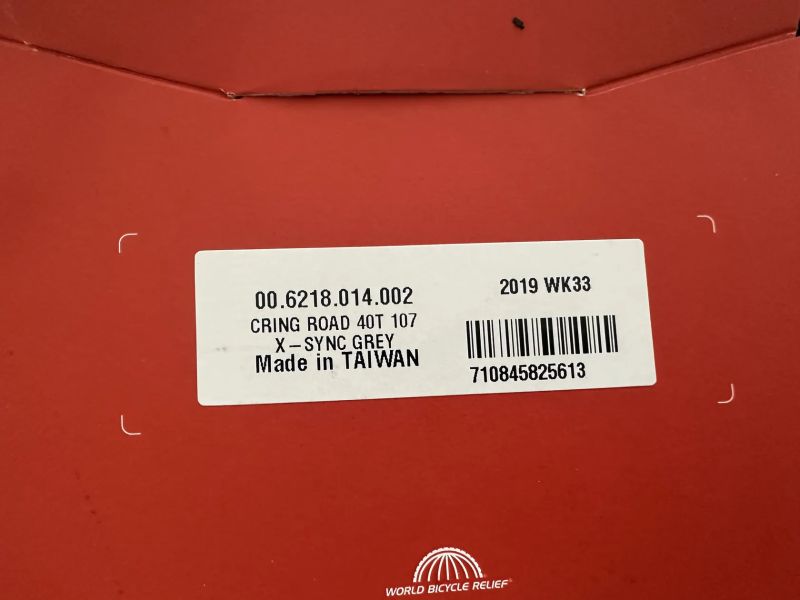 00.6218.014.002
2019 WK33
CRING ROAD 40T 107
X-SYNC GREY
Made in TAIWAN
710845825613
WORLD BICYCLE RELIEF